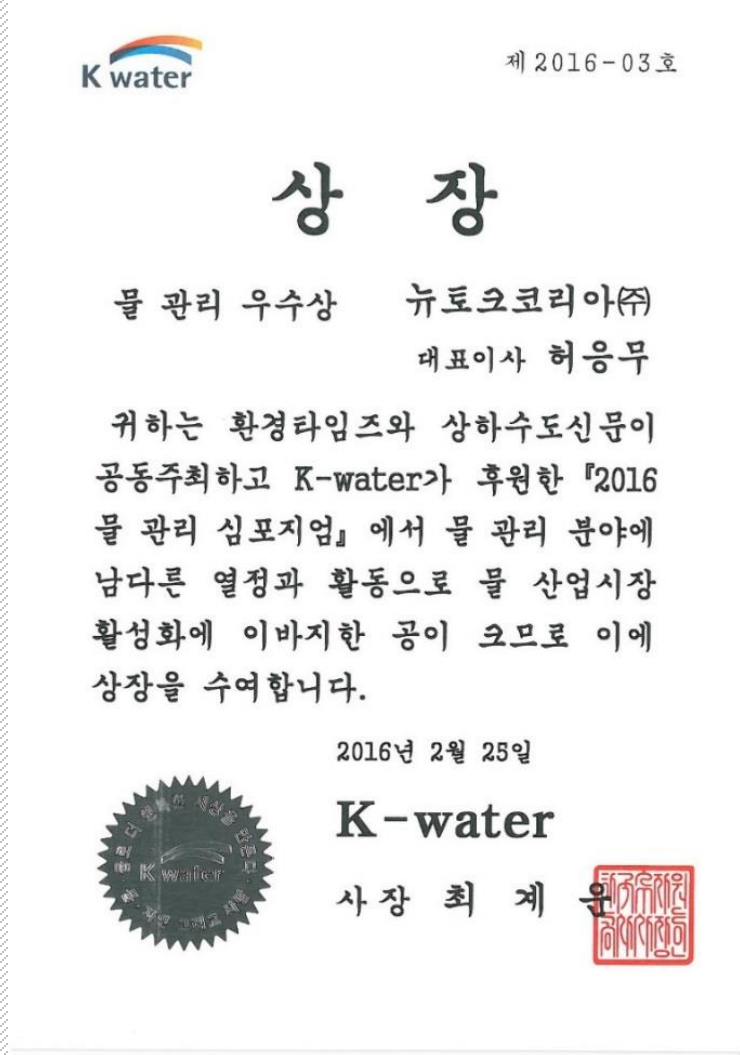 K water
제 2016-03 호
상 장
물 관리 우수상 뉴토크코리아㈜
대표이사 허응무
귀하는 환경타임즈와 상하수도신문이
공동주최하고 K-water가 후원한 『2016
물 관리 심포지엄』에서 물 관리 분야에
남다른 열정과 활동으로 물 산업시장
활성화에 이바지한 공이 크므로 이에
상장을 수여합니다.
2016년 2월 25일
K-water
사장 최 계 운
K water